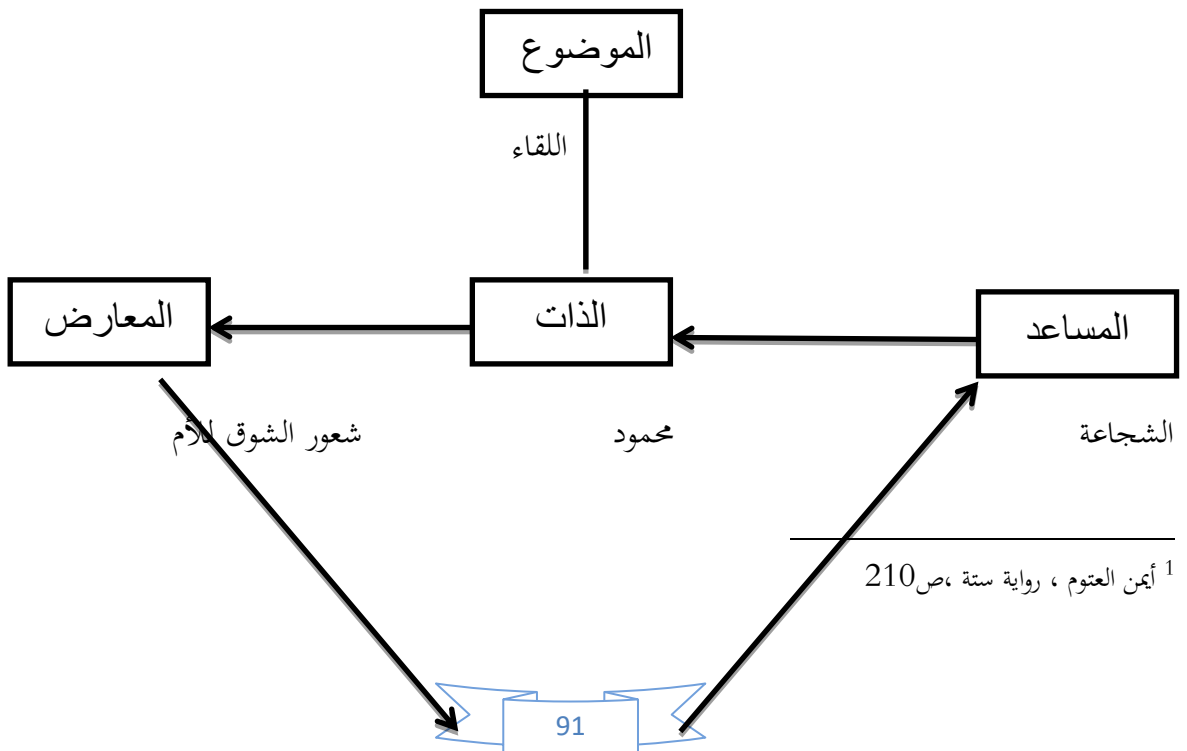 الموضوع
اللقاء
المساعد
الذات
المعارض
الشجاعة
محمود
شعور الشوق للأم
1 أيمن العتوم ، رواية ستة ،ص210
91